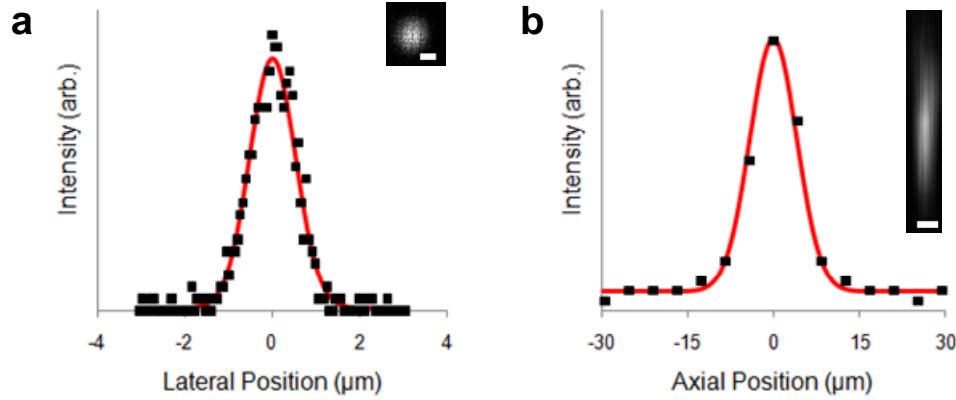 a
Intensity (arb.)
-4
-2
0
2
4
Lateral Position (µm)
b
Intensity (arb.)
-30
-15
0
15
30
Axial Position (µm)